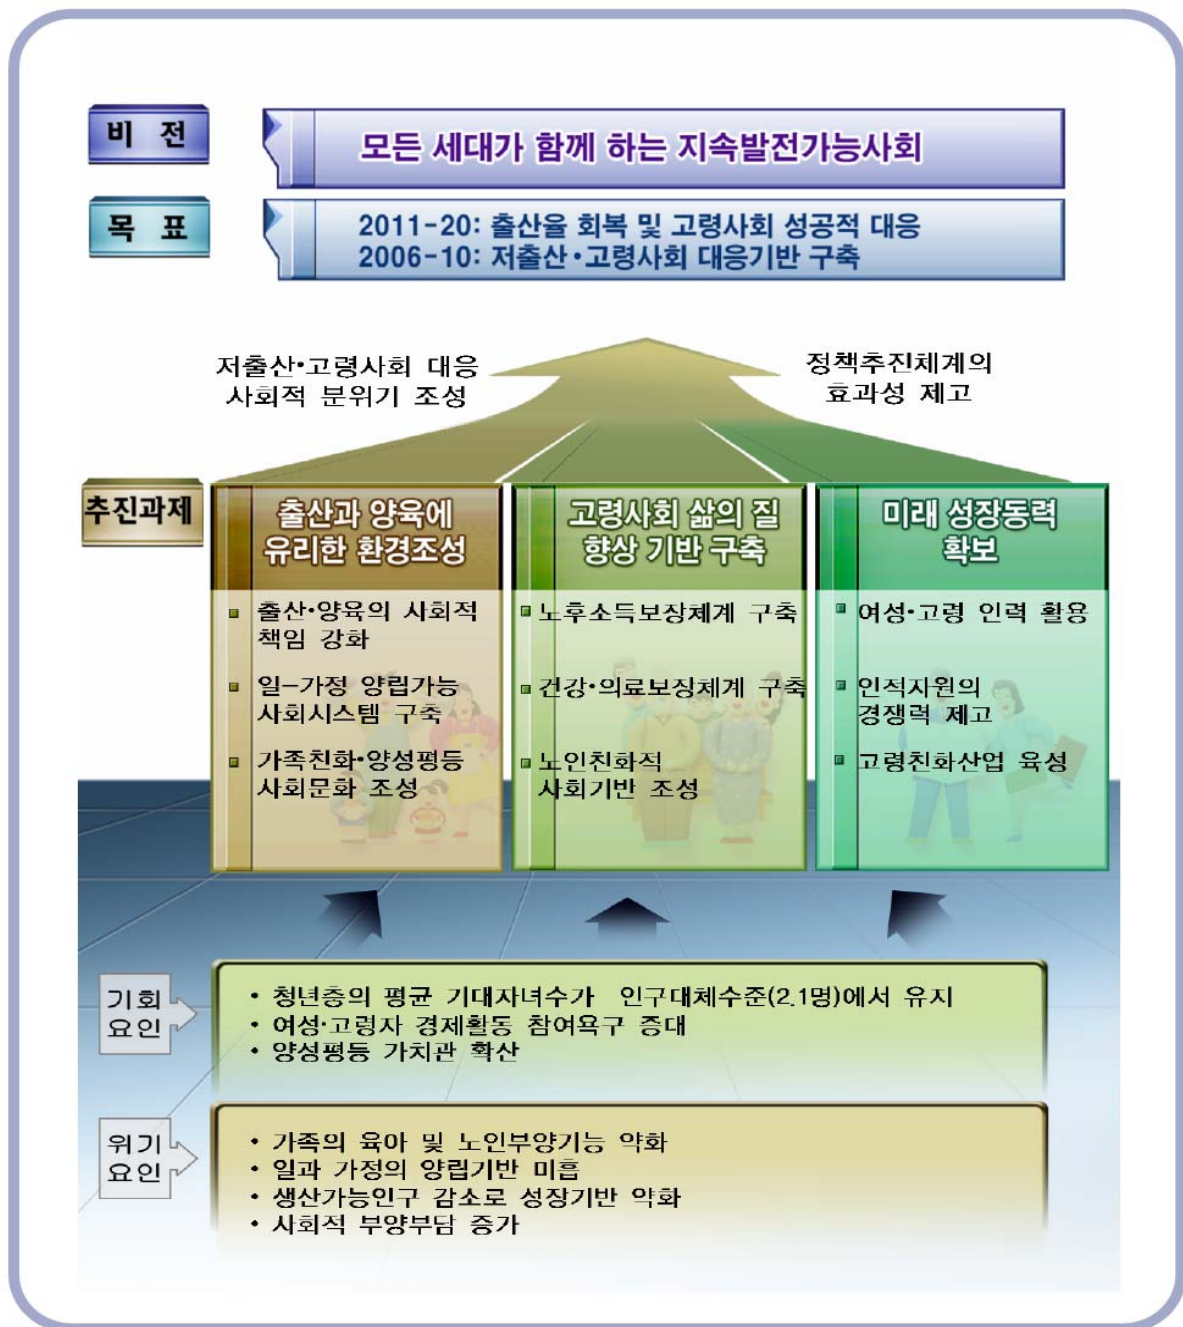 비 전
모든 세대가 함께 하는 지속발전가능사회
목 표
2011-20: 출산율 회복 및 고령사회 성공적 대응
2006-10: 저출산·고령사회 대응기반 구축
저출산·고령사회 대응
사회적 분위기 조성
정책추진체계의
효과성 제고
추진과제
출산과 양육에
유리한 환경조성
출산·양육의 사회적
책임 강화
일-가정 양립가능
사회시스템 구축
가족친화·양성평등
사회문화 조성
고령사회 삶의 질
향상 기반 구축
노후소득보장체계 구축
건강·의료보장체계 구축
노인친화적
사회기반 조성
미래 성장동력
확보
여성·고령 인력 활용
인적자원의
경쟁력 제고
고령친화산업 육성
기회
요인
• 청년층의 평균 기대자녀수가 인구대체수준(2.1명)에서 유지
• 여성·고령자 경제활동 참여욕구 증대
• 양성평등 가치관 확산
위기
요인
• 가족의 육아 및 노인부양기능 약화
• 일과 가정의 양립기반 미흡
• 생산가능인구 감소로 성장기반 약화
• 사회적 부양부담 증가